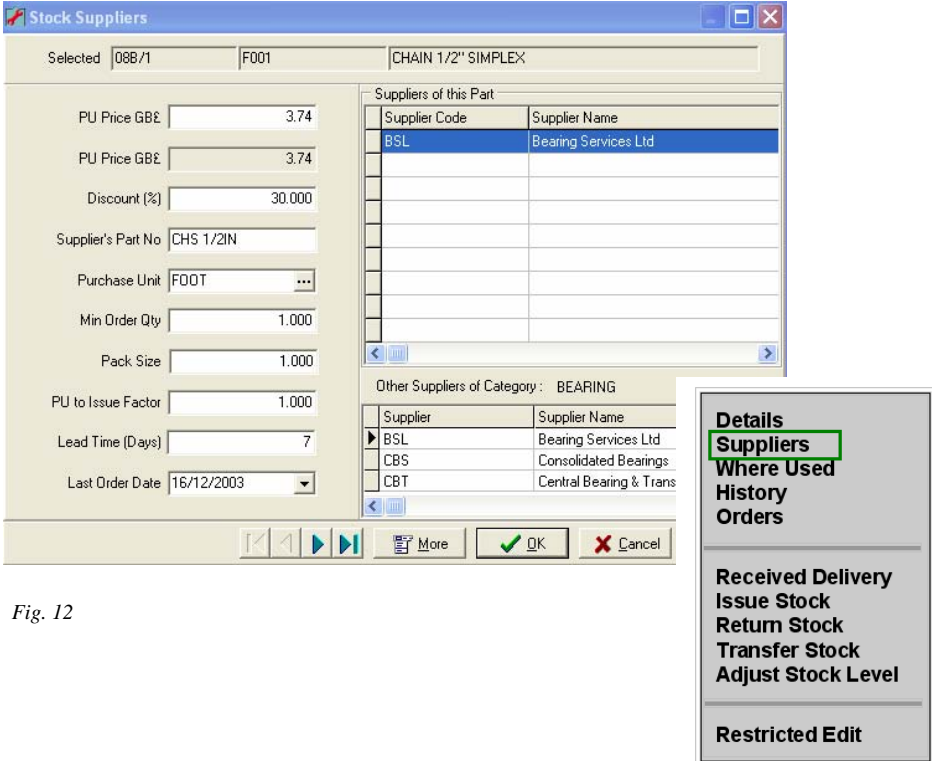 Stock Suppliers
Selected 08B/1 F001 CHAIN 1/2" SIMPLEX
PU Price GB£ 3.74
PU Price GB£ 3.74
Discount (%) 30.000
Supplier's Part No CHS 1/2IN
Purchase Unit FOOT ...
Min Order Qty 1.000
Pack Size 1.000
PU to Issue Factor 1.000
Lead Time (Days) 7
Last Order Date 16/12/2003
Suppliers of this Part
Supplier Code Supplier Name
BSL Bearing Services Ltd
Other Suppliers of Category : BEARING
Supplier Supplier Name
BSL Bearing Services Ltd
CBS Consolidated Bearings
CBT Central Bearing & Trans
More OK Cancel
Details
Suppliers
Where Used
History
Orders
Received Delivery
Issue Stock
Return Stock
Transfer Stock
Adjust Stock Level
Restricted Edit
Fig. 12